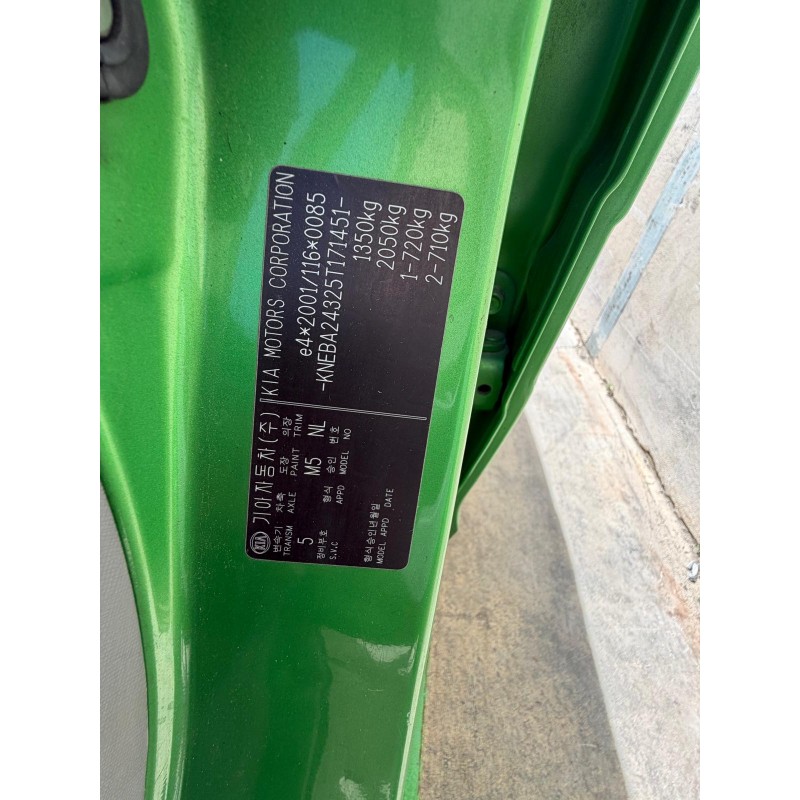 KIA 기아자동차(주) KIA MOTORS CORPORATION
변속기 차축 도장 의장
TRANSM AXLE PAINT TRIM
e4*2001/116*0085
5 M5 NL
-KNEBA24325T171451-
정비부호 형식 승인 번호
S.V.C APPD MODEL NO
1350kg
2050kg
형식승인년월일
MODEL APPD DATE
1-720kg
2-710kg